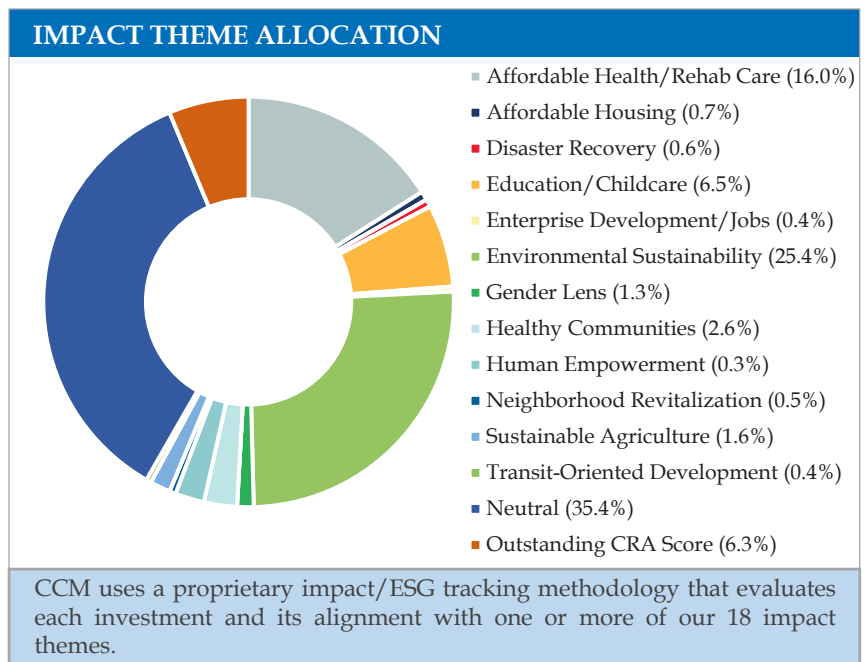 IMPACT THEME ALLOCATION
Affordable Health/Rehab Care (16.0%)
Affordable Housing (0.7%)
Disaster Recovery (0.6%)
Education/Childcare (6.5%)
Enterprise Development/Jobs (0.4%)
Environmental Sustainability (25.4%)
Gender Lens (1.3%)
Healthy Communities (2.6%)
Human Empowerment (0.3%)
Neighborhood Revitalization (0.5%)
Sustainable Agriculture (1.6%)
Transit-Oriented Development (0.4%)
Neutral (35.4%)
Outstanding CRA Score (6.3%)
CCM uses a proprietary impact/ESG tracking methodology that evaluates
each investment and its alignment with one or more of our 18 impact
themes.